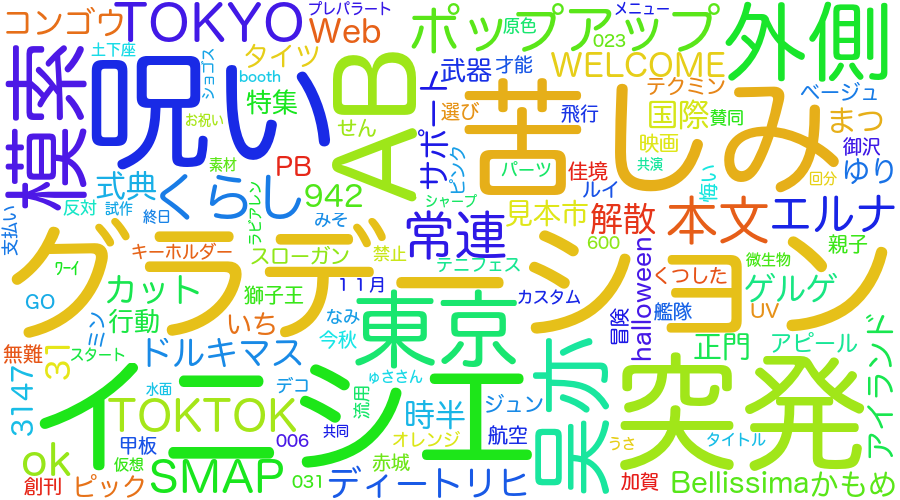 コンゴウ
TOKYO
プレパラート
Web
ポップアップ
原色
メニュー
023
外側
土下座
ショゴス
タイツ
booth
模索
呪い
AB
武器
才能
WELCOME
テクミン
ベージュ
特集
お祝い
せん
サポート
選び
苦しみ
飛行
国際
賛同
まつ
映画
御沢
素材
PB
ピンク
パーツ
佳境
共演
ゆり
回分
式典
くらし
942
シャープ
ルイ
悔い
反対
試作
終日
ラピアレン
みそ
常連
見本市
解散
本文
エルナ
支払い
グラデーション
キーホルダー
スローガン
禁止
600
親子
ワーイ
テニフェス
微生物
獅子王
11月
カスタム
halloween
くつした
ゲルゲ
GO
カット
行動
ミン
いち
なみ
今秋
東京
冒険
艦隊
UV
正門
アピール
アイランド
無難
31
スタート
ドルキマス
3147
イニシエ
水面
デコ
ゅささん
流用
TOKTOK
時半
ジュン
突発
甲板
006
共同
オレンジ
航空
うさ
タイトル
ok
仮想
SMAP
031
赤城
創刊
ピック
ディートリヒ
加賀
Bellissima
かもめ